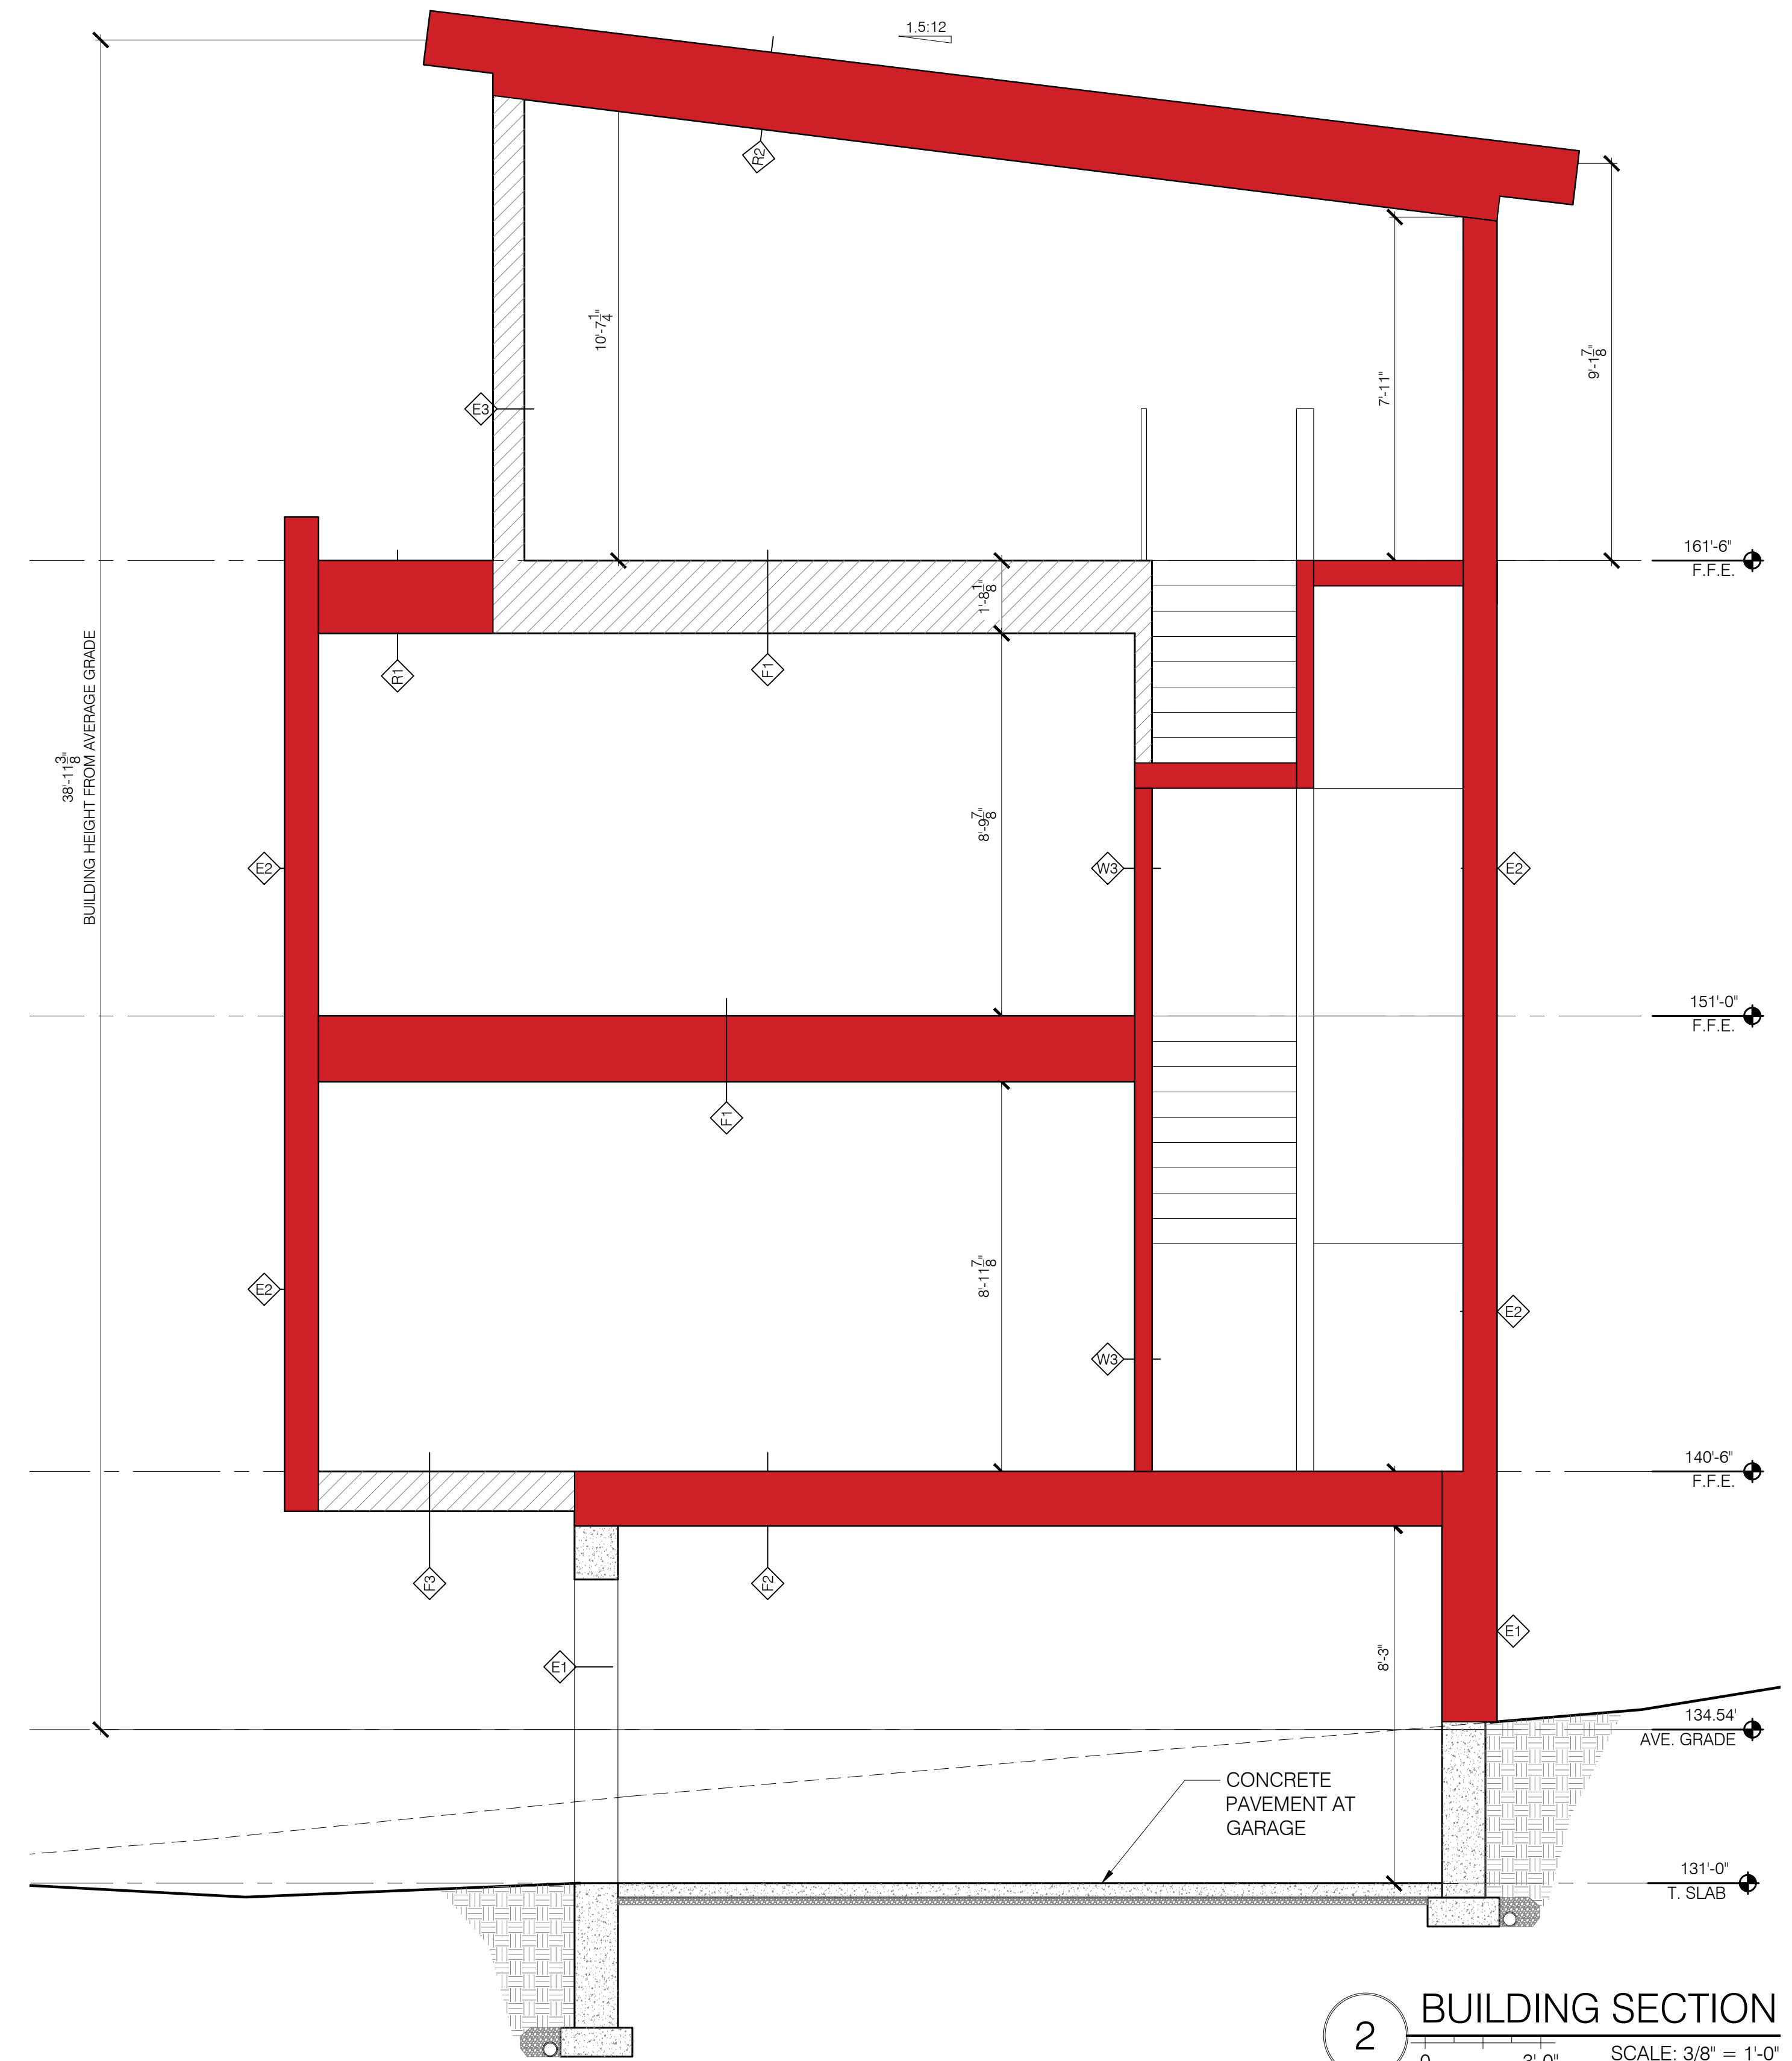 1.5:12
R2
10'-7 1/4"
7'-11"
9'-1 7/8"
E3
161'-6"
F.F.E.
1'-8 1/8"
R1
F1
38'-11 3/8"
BUILDING HEIGHT FROM AVERAGE GRADE
8'-9 7/8"
E2
W3
E2
151'-0"
F.F.E.
F1
8'-11 7/8"
E2
E2
W3
140'-6"
F.F.E.
F3
F2
E1
E1
8'-3"
134.54'
AVE. GRADE
CONCRETE
PAVEMENT AT
GARAGE
131'-0"
T. SLAB
2
BUILDING SECTION
SCALE: 3/8" = 1'-0"
0
3'-0"